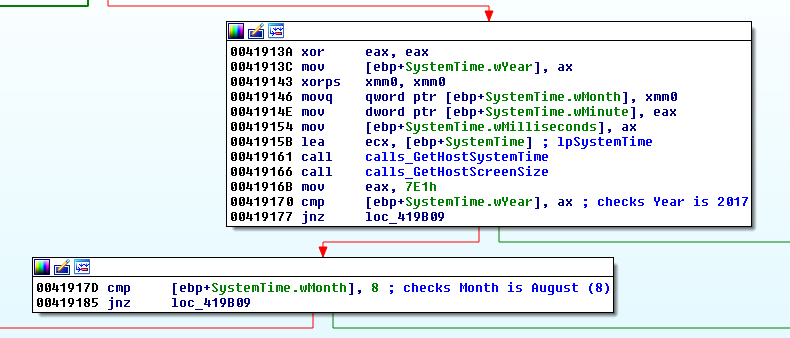 0041913A xor     eax, eax
0041913C mov     [ebp+SystemTime.wYear], ax
00419143 xorps   xmm0, xmm0
00419146 movq    qword ptr [ebp+SystemTime.wMonth], xmm0
0041914E mov     dword ptr [ebp+SystemTime.wMinute], eax
00419154 mov     [ebp+SystemTime.wMilliseconds], ax
0041915B lea     ecx, [ebp+SystemTime] ; lpSystemTime
00419161 call    calls_GetHostSystemTime
00419166 call    calls_GetHostScreenSize
0041916B mov     eax, 7E1h
00419170 cmp     [ebp+SystemTime.wYear], ax ; checks Year is 2017
00419177 jnz     loc_419B09
0041917D cmp     [ebp+SystemTime.wMonth], 8 ; checks Month is August (8)
00419185 jnz     loc_419B09